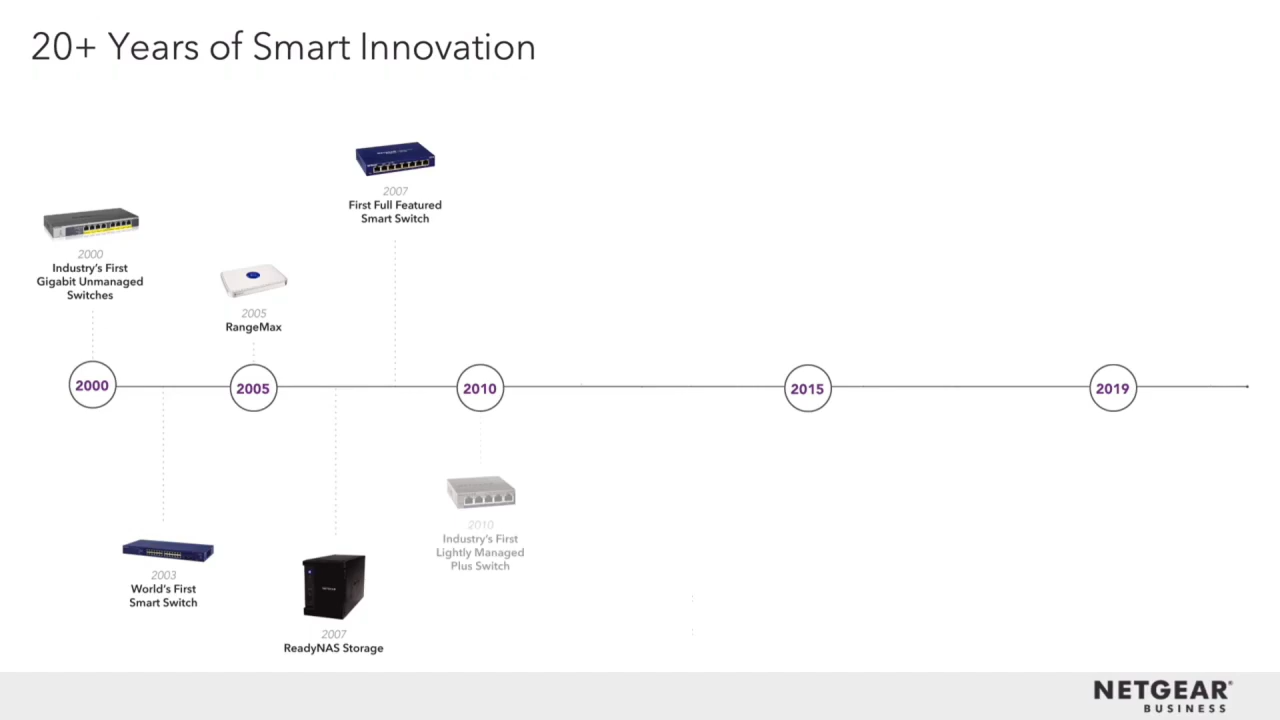 20+ Years of Smart Innovation
2007
First Full Featured
Smart Switch
2000
Industry's First
Gigabit Unmanaged
Switches
2005
RangeMax
2000
2005
2010
2015
2019
2010
Industry's First
Lightly Managed
Plus Switch
2003
World's First
Smart Switch
2007
ReadyNAS Storage
NETGEAR®
BUSINESS